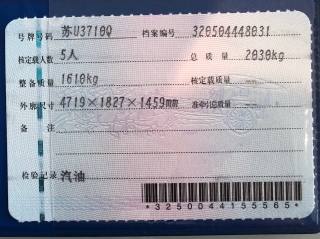 号牌号码 苏U3710Q 档案编号 320504448031
核定载人数 5人 总质量 2030kg
整备质量 1610kg 核定载质量 --
外廓尺寸 4719×1827×1459mm 准牵引总质量 --
备注
检验记录 汽油
*3250044155565*